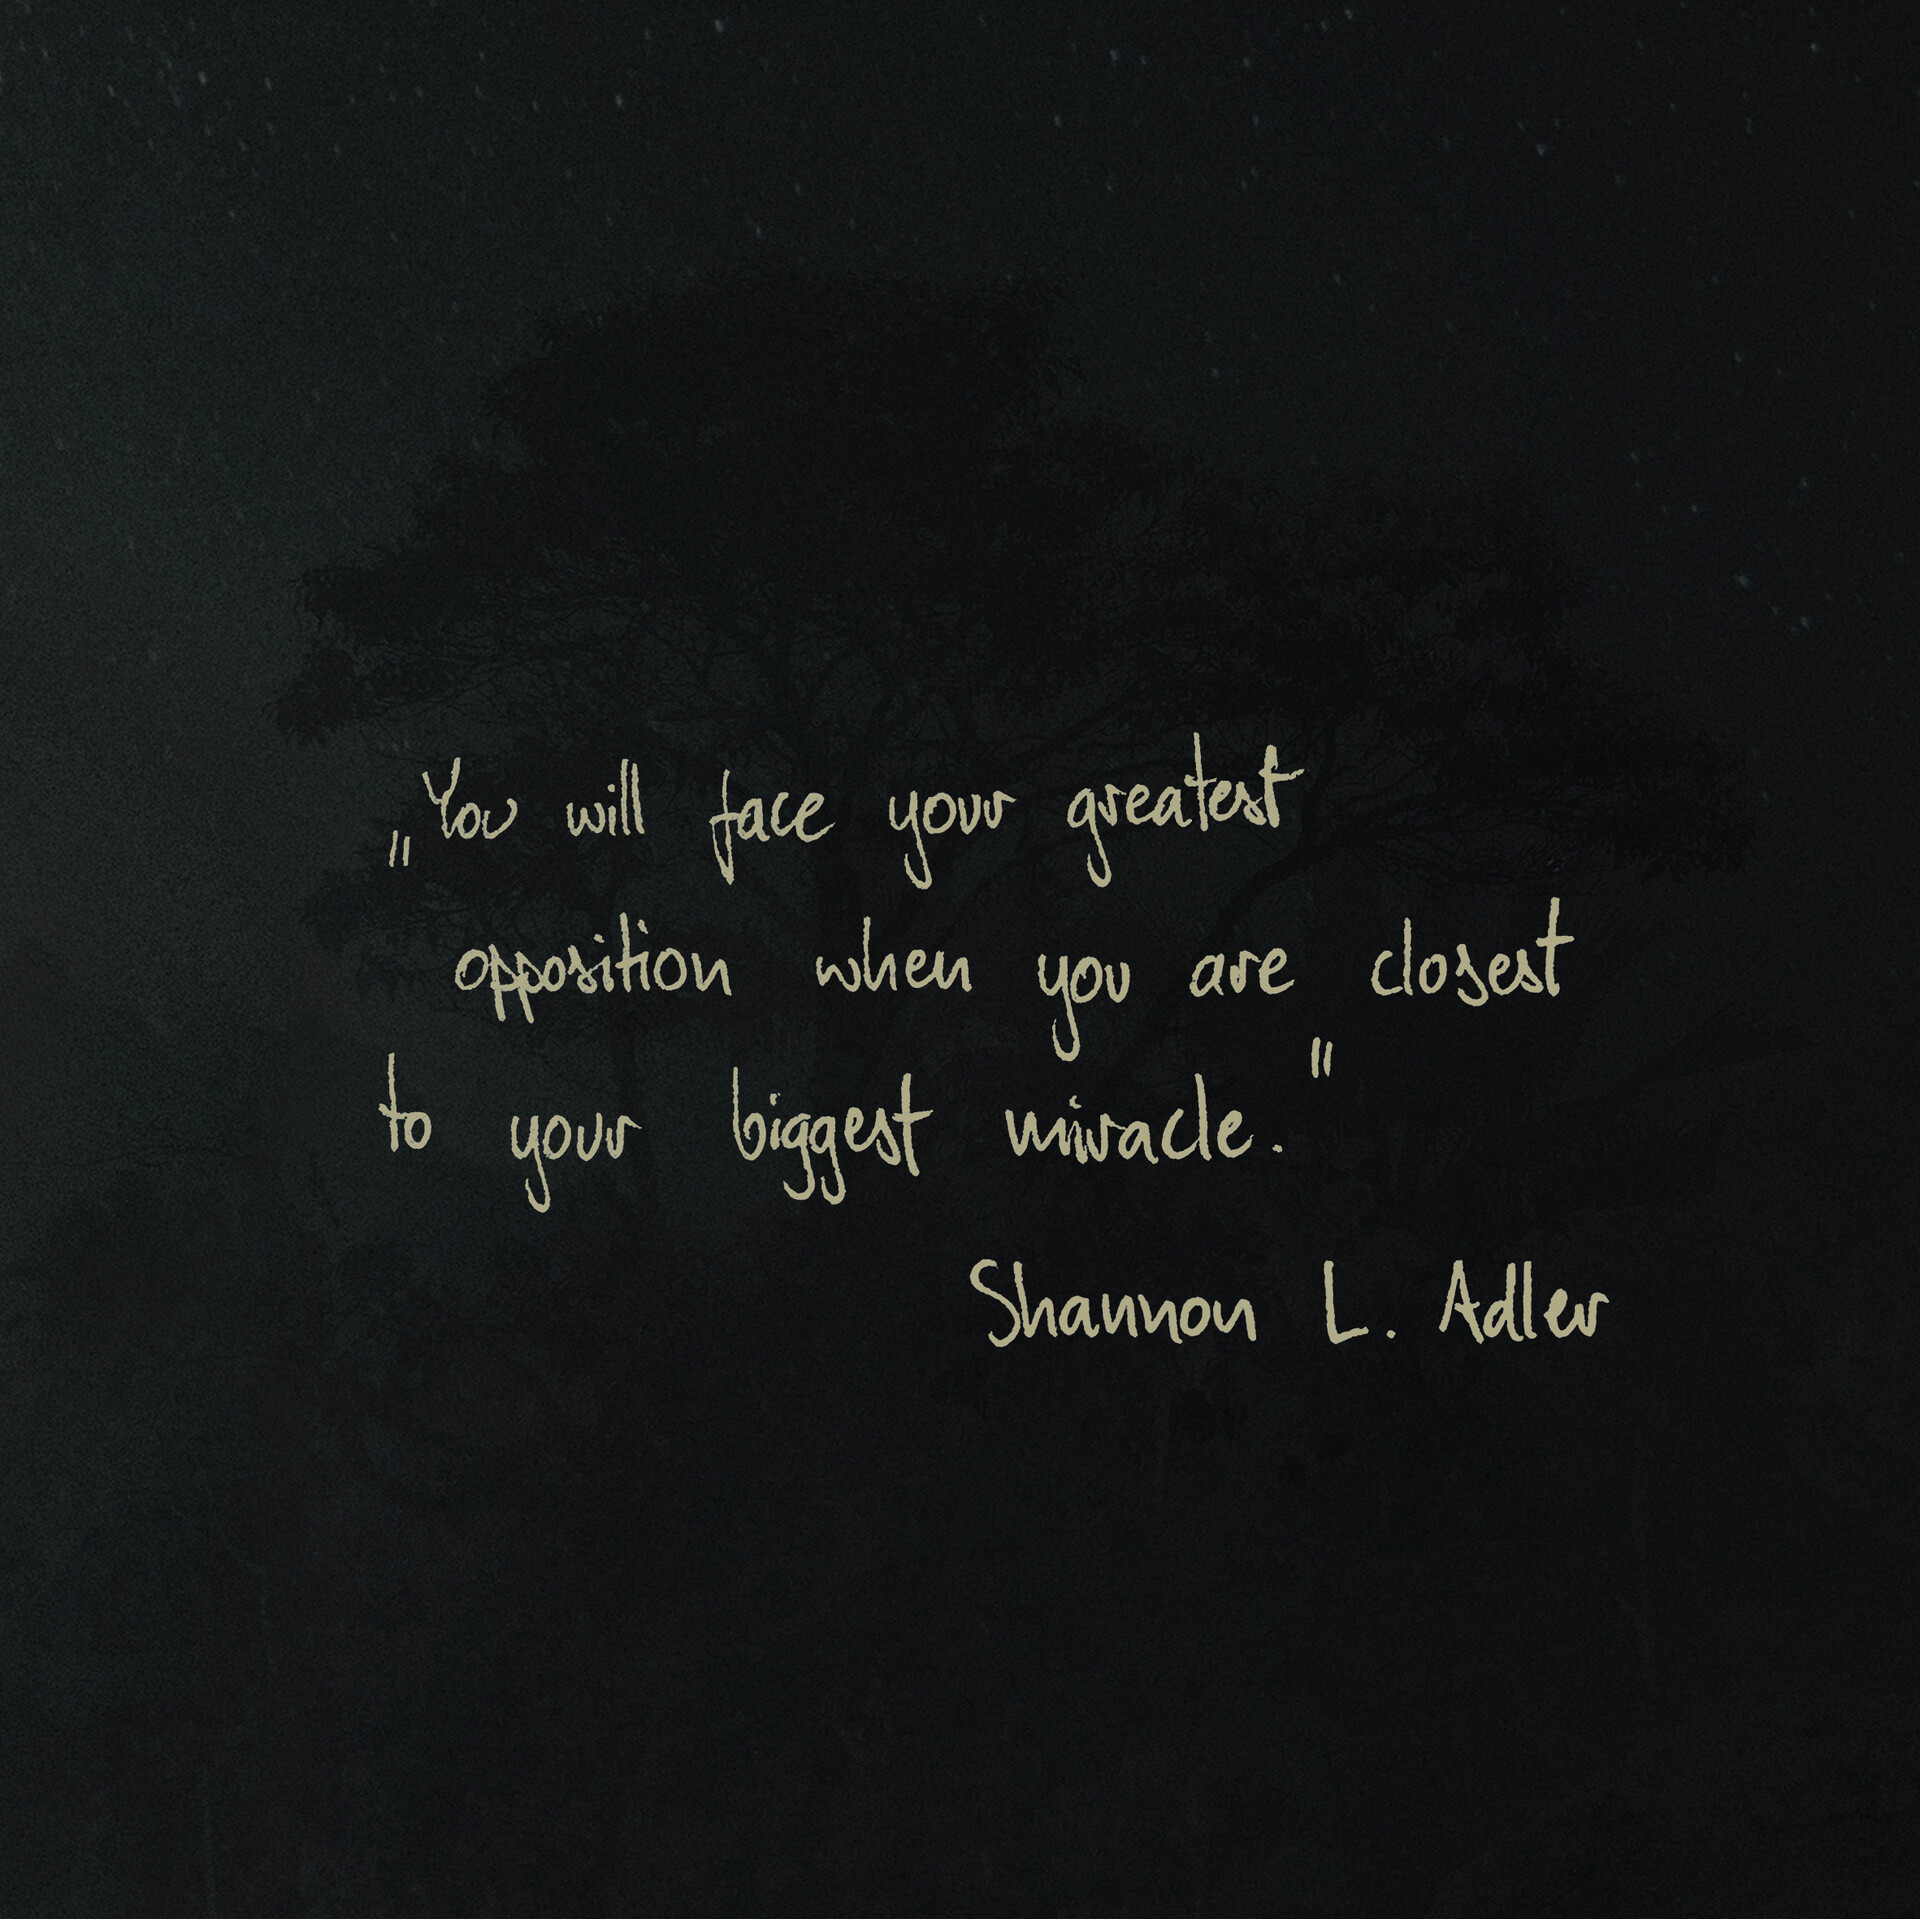 „You will face your greatest
opposition when you are closest
to your biggest miracle."
Shannon L. Adler